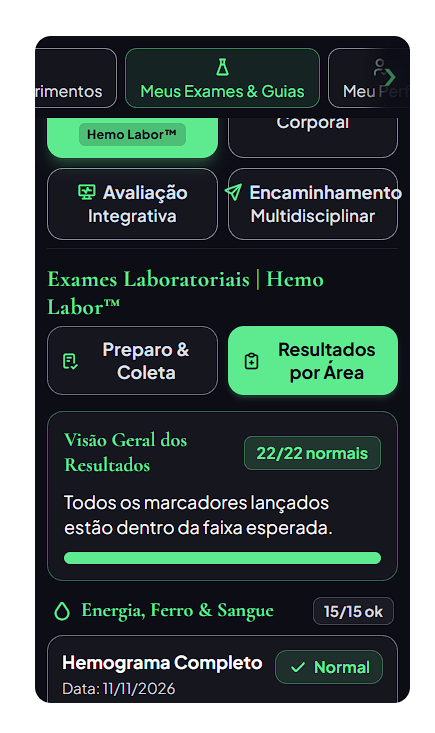 rimentos
Meus Exames & Guias
Meu Perf
Hemo Labor™
Corporal
Avaliação
Integrativa
Encaminhamento
Multidisciplinar
Exames Laboratoriais | Hemo
Labor™
Preparo &
Coleta
Resultados
por Área
Visão Geral dos
Resultados
22/22 normais
Todos os marcadores lançados
estão dentro da faixa esperada.
Energia, Ferro & Sangue
15/15 ok
Hemograma Completo
Normal
Data: 11/11/2026